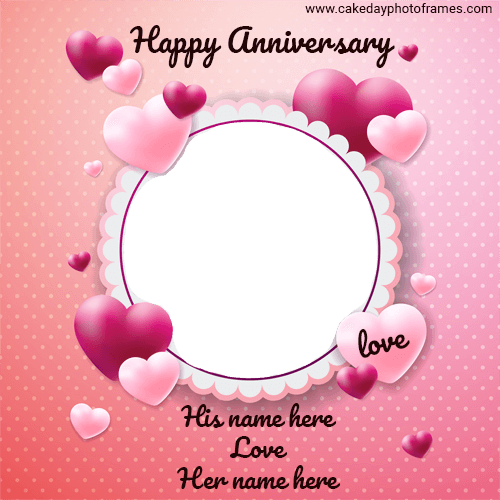 www.cakedayphotoframes.com
Happy Anniversary
love
His name here
Love
Her name here